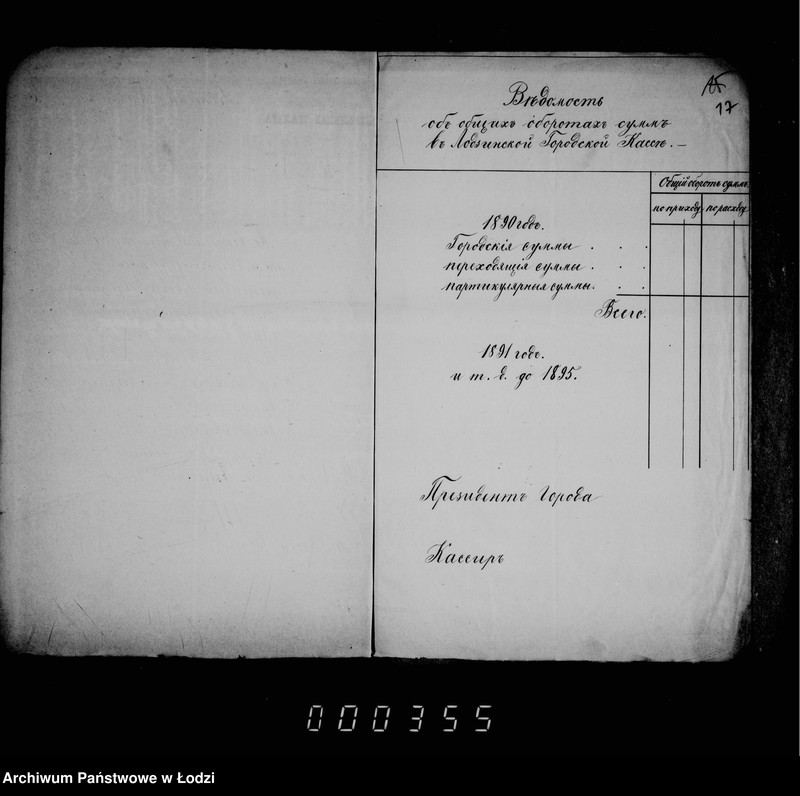 17
Вѣдомость
объ общихъ оборотахъ суммъ
въ Лодзинской Городской Кассѣ. —
Общій оборотъ суммъ
по приходу по расходу
1890 годъ.
Городскія суммы . . .
переходящія суммы . . .
партикулярныя суммы . . .
Всего.
1891 годъ.
и т. д. до 1895.
Президентъ Города
Кассиръ
000355
Archiwum Państwowe w Łodzi